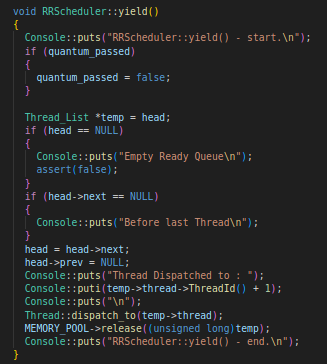 void RRScheduler::yield()
{
  Console::puts("RRScheduler::yield() - start.\n");
  if (quantum_passed)
  {
    quantum_passed = false;
  }

  Thread_List *temp = head;
  if (head == NULL)
  {
    Console::puts("Empty Ready Queue\n");
    assert(false);
  }
  if (head->next == NULL)
  {
    Console::puts("Before last Thread\n");
  }
  head = head->next;
  head->prev = NULL;
  Console::puts("Thread Dispatched to : ");
  Console::puti(temp->thread->ThreadId() + 1);
  Console::puts("\n");
  Thread::dispatch_to(temp->thread);
  MEMORY_POOL->release((unsigned long)temp);
  Console::puts("RRScheduler::yield() - end.\n");
}